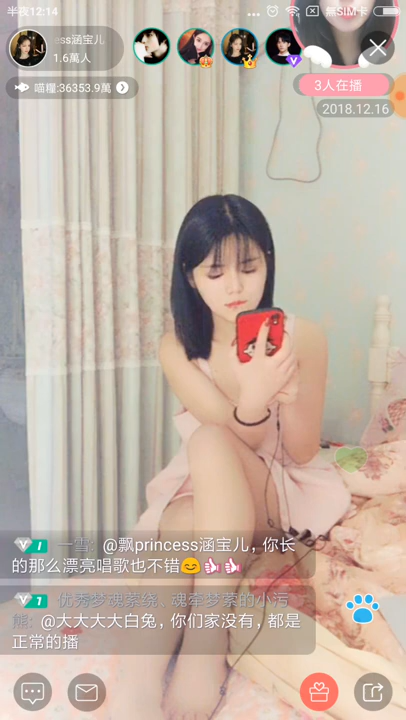 半夜12:14
無SIM卡
ess涵宝儿
1.6萬人
喵糧:36353.9萬
3人在播
2018.12.16
一雪: @飘princess涵宝儿, 你长
的那么漂亮唱歌也不错😊👍👍
优秀梦魂萦绕、魂牵梦萦的小污
熊: @大大大大白兔, 你们家没有, 都是
正常的播